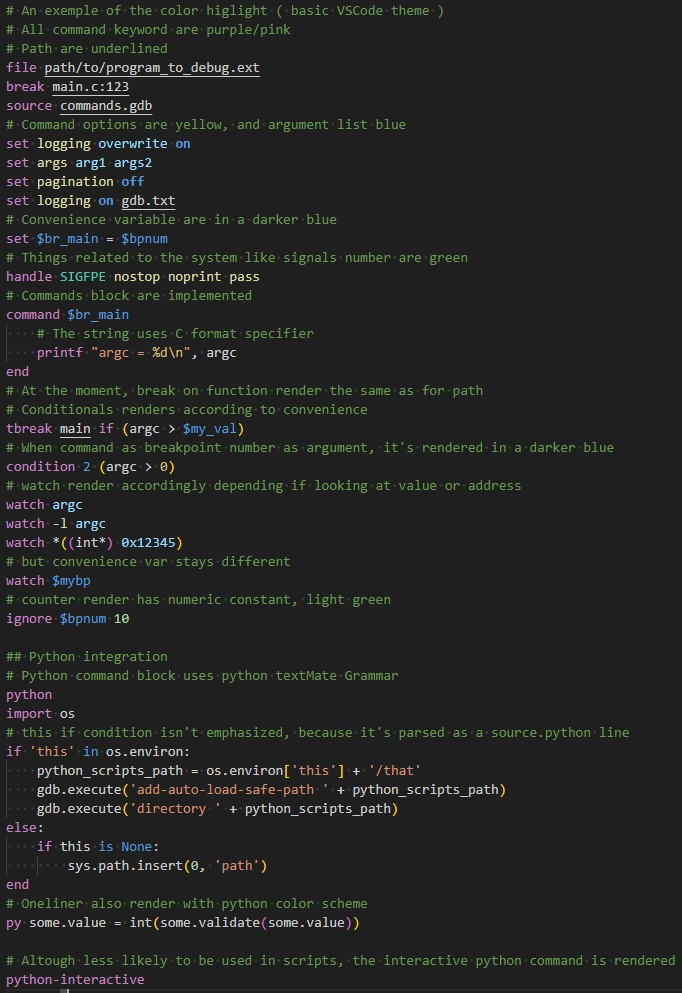 # An exemple of the color higlight ( basic VSCode theme )
# All command keyword are purple/pink
# Path are underlined
file path/to/program_to_debug.ext
break main.c:123
source commands.gdb
# Command options are yellow, and argument list blue
set logging overwrite on
set args arg1 args2
set pagination off
set logging on gdb.txt
# Convenience variable are in a darker blue
set $br_main = $bpnum
# Things related to the system like signals number are green
handle SIGFPE nostop noprint pass
# Commands block are implemented
command $br_main
    # The string uses C format specifier
    printf "argc = %d\n", argc
end
# At the moment, break on function render the same as for path
# Conditionals renders according to convenience
tbreak main if (argc > $my_val)
# When command as breakpoint number as argument, it's rendered in a darker blue
condition 2 (argc > 0)
# watch render accordingly depending if looking at value or address
watch argc
watch -l argc
watch *((int*) 0x12345)
# but convenience var stays different
watch $mybp
# counter render has numeric constant, light green
ignore $bpnum 10

## Python integration
# Python command block uses python textMate Grammar
python
import os
# this if condition isn't emphasized, because it's parsed as a source.python line
if 'this' in os.environ:
    python_scripts_path = os.environ['this'] + '/that'
    gdb.execute('add-auto-load-safe-path ' + python_scripts_path)
    gdb.execute('directory ' + python_scripts_path)
else:
    if this is None:
        sys.path.insert(0, 'path')
end
# Oneliner also render with python color scheme
py some.value = int(some.validate(some.value))

# Altough less likely to be used in scripts, the interactive python command is rendered
python-interactive